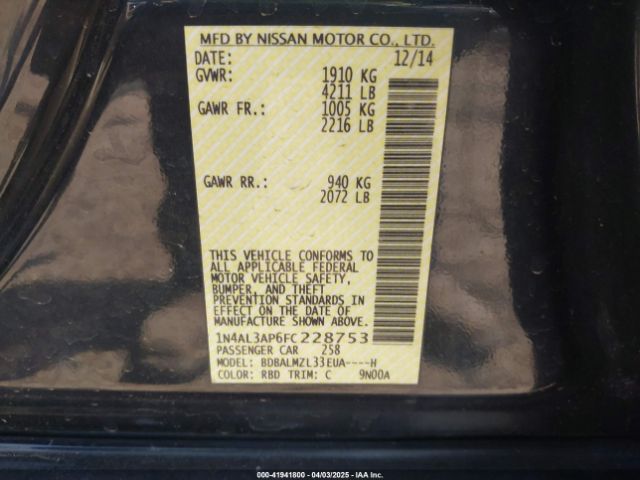 MFD BY NISSAN MOTOR CO., LTD.
DATE: 12/14
GVWR: 1910 KG
4211 LB
GAWR FR.: 1005 KG
2216 LB
GAWR RR.: 940 KG
2072 LB
THIS VEHICLE CONFORMS TO
ALL APPLICABLE FEDERAL
MOTOR VEHICLE SAFETY,
BUMPER, AND THEFT
PREVENTION STANDARDS IN
EFFECT ON THE DATE OF
MANUFACTURE SHOWN ABOVE.
1N4AL3AP6FC228753
PASSENGER CAR 258
MODEL: BDBALMZL33EUA----H
COLOR: RBD TRIM: C 9N00A
000-41941800 - 04/03/2025 - IAA Inc.